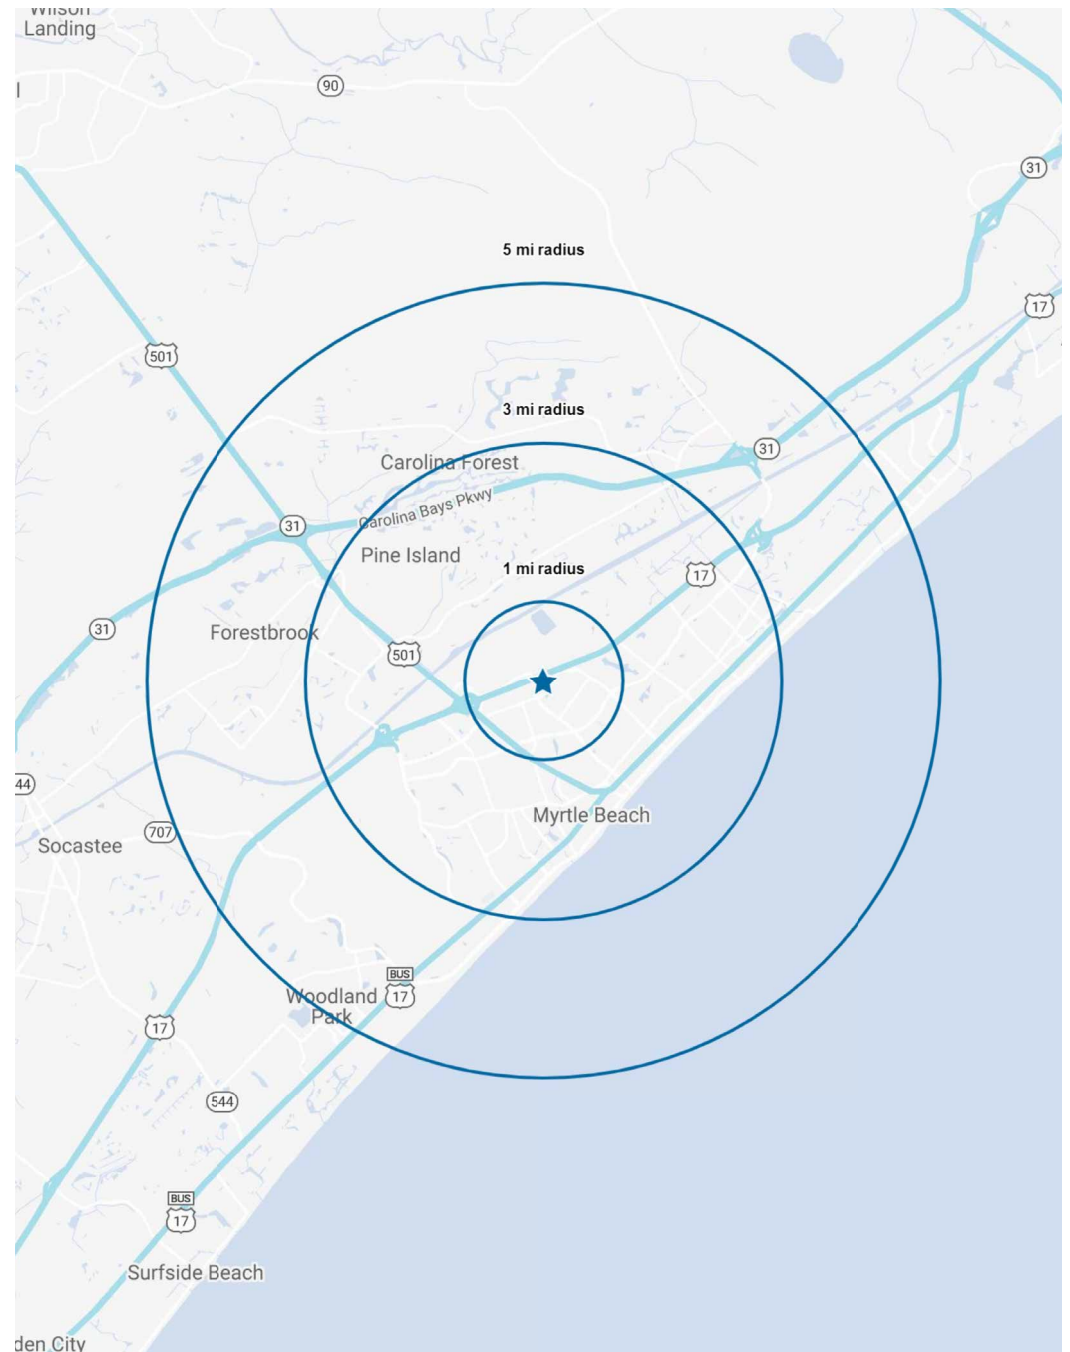 Wilson
Landing
90
l
31
5 mi radius
17
501
3 mi radius
31
Carolina Forest
Carolina Bays Pkwy
31
Pine Island
1 mi radius
17
31
Forestbrook
501
44
Myrtle Beach
707
Socastee
BUS
17
Woodland
Park
17
544
BUS
17
Surfside Beach
den City